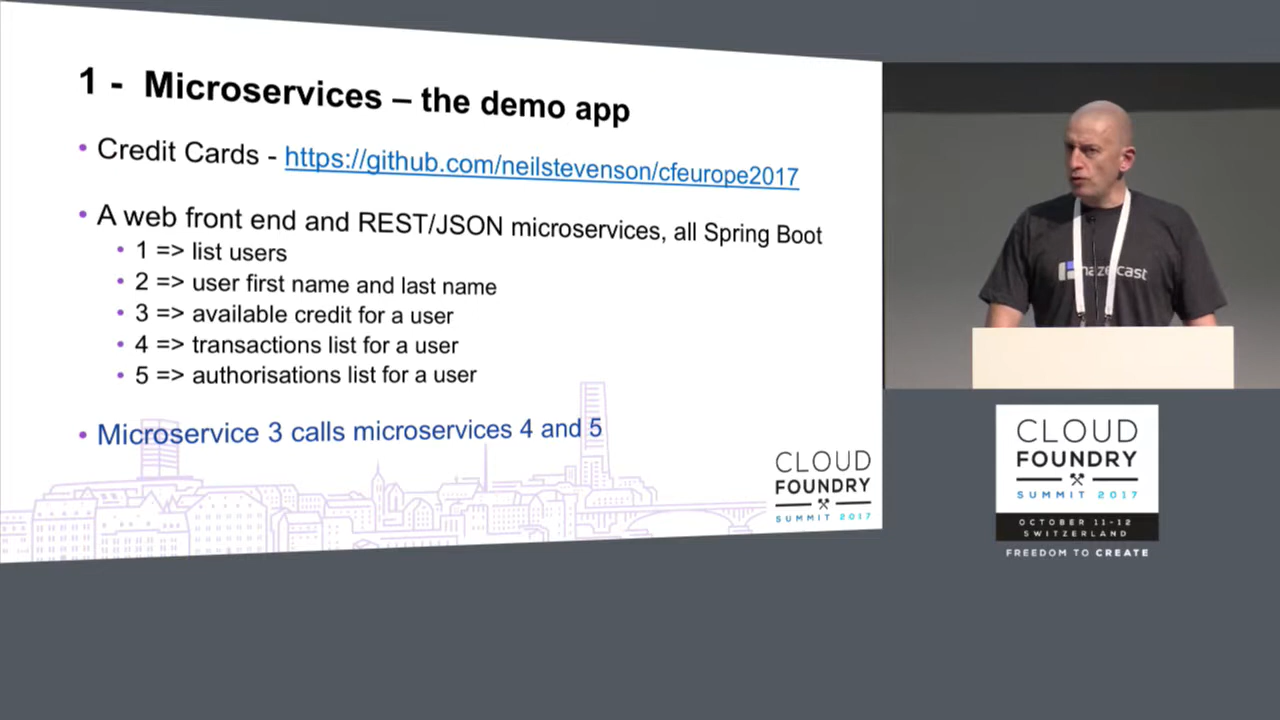 1 - Microservices – the demo app
• Credit Cards - https://github.com/neilstevenson/cfeurope2017
• A web front end and REST/JSON microservices, all Spring Boot
• 1 => list users
• 2 => user first name and last name
• 3 => available credit for a user
• 4 => transactions list for a user
• 5 => authorisations list for a user
• Microservice 3 calls microservices 4 and 5
CLOUD
FOUNDRY
SUMMIT 2017
hazelcast
CLOUD
FOUNDRY
SUMMIT 2017
OCTOBER 11-12
SWITZERLAND
FREEDOM TO CREATE